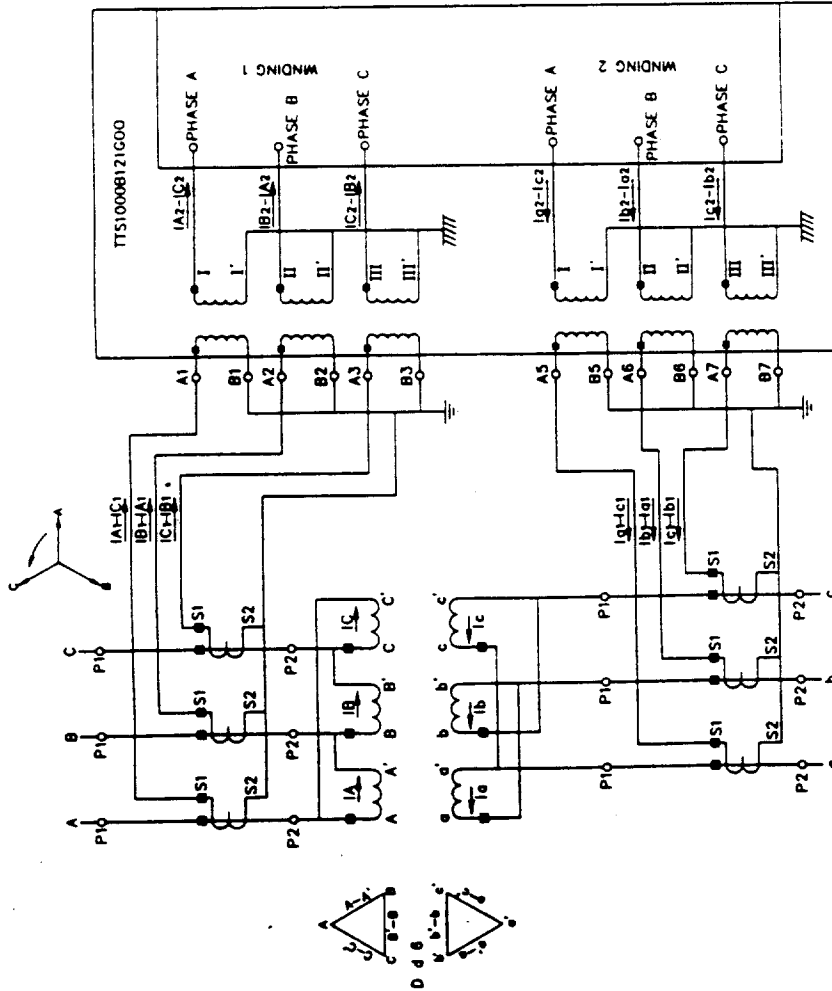 TTS1000B121G00
PHASE A
WINDING 1
PHASE B
PHASE C
IA2-IC2
IB2-IA2
IC2-IB2
I
I'
II
II'
III
III'
A1
B1
A2
B2
A3
B3
IA1-IC1
IB1-IA1
IC1-IB1
C
A
B
PHASE A
WINDING 2
PHASE B
PHASE C
Ia2-Ic2
Ib2-Ia2
Ic2-Ib2
I
I'
II
II'
III
III'
A5
B5
A6
B6
A7
B7
Ia1-Ic1
Ib1-Ia1
Ic1-Ib1
A B C
P1 P1 P1
S1 S1 S1
S2 S2 S2
P2 P2 P2
IA IB IC
A A' B B' C C'
a a' b b' c c'
Ia Ib Ic
P1 P1 P1
S1 S1 S1
S2 S2 S2
P2 P2 P2
a b c
A
A-A'
C B'-B B
D d 6
b' b'-b c'
a'